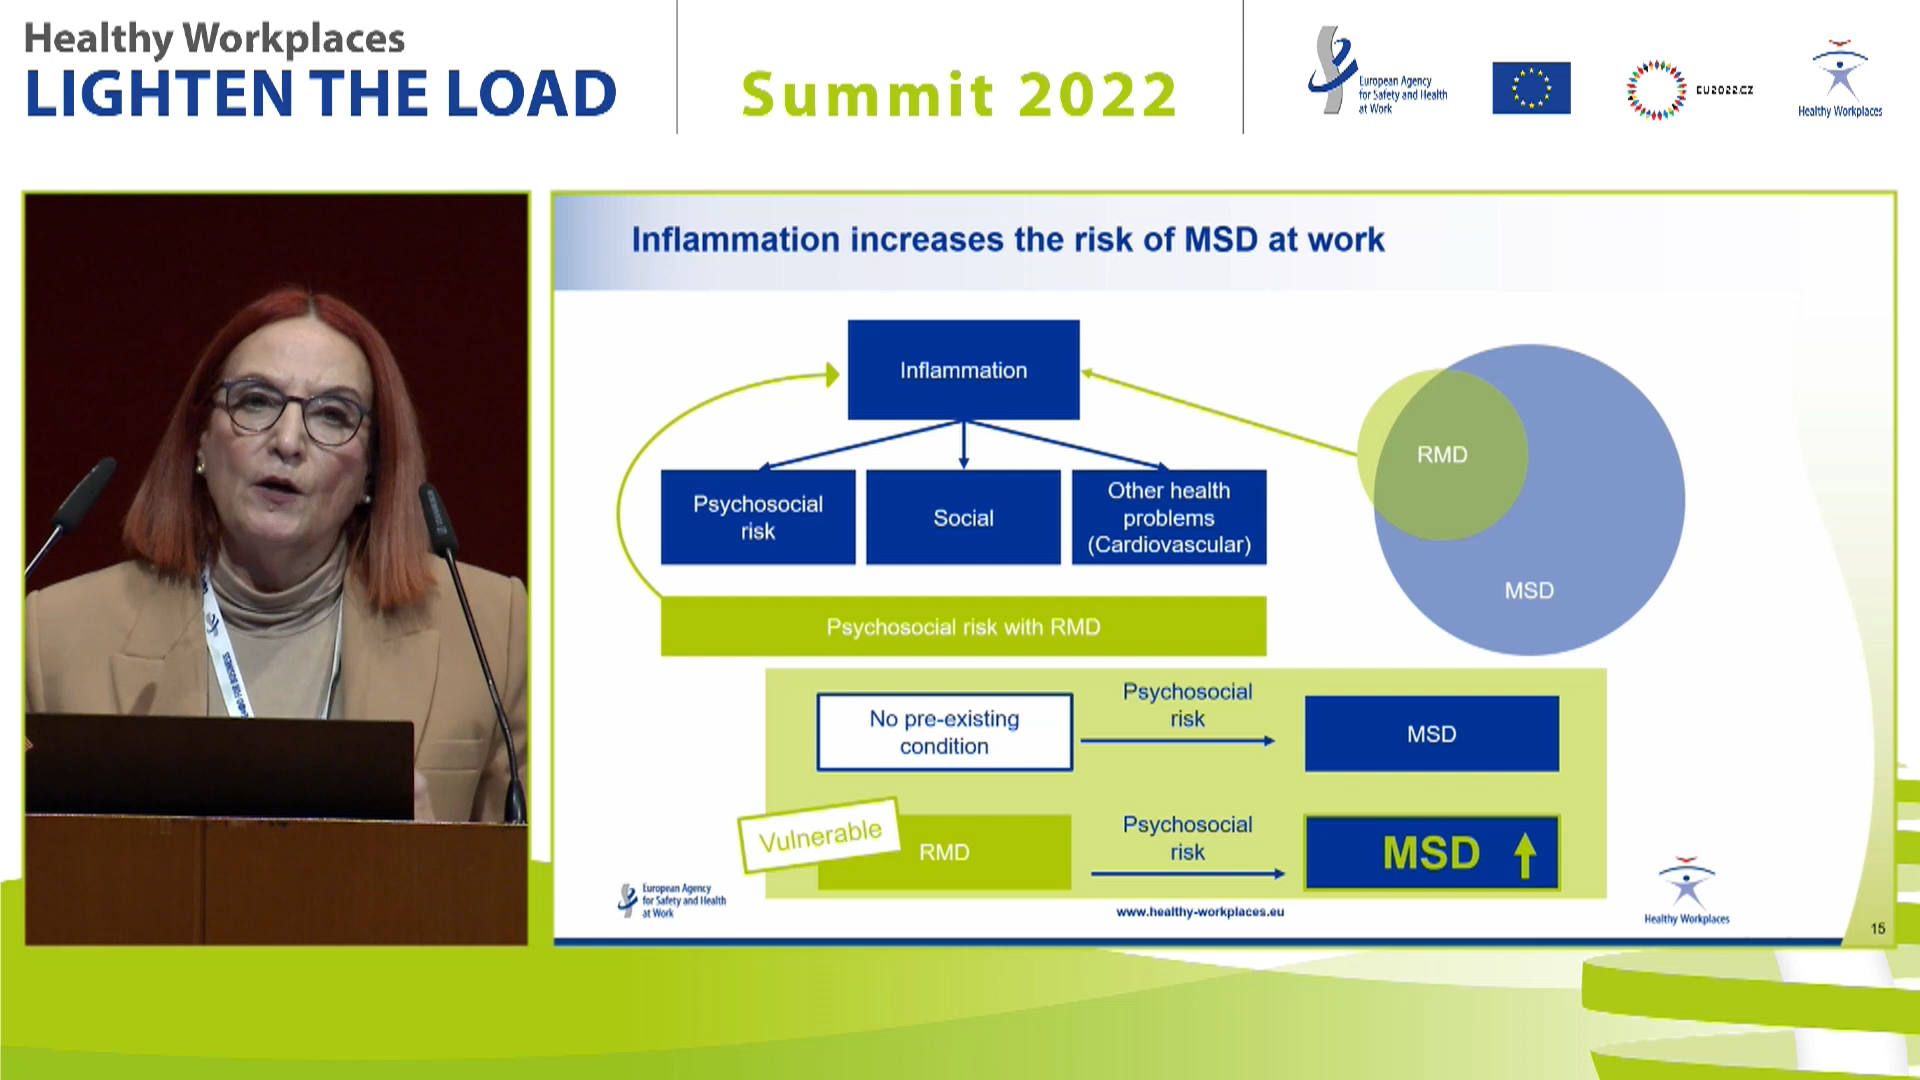 Healthy Workplaces
LIGHTEN THE LOAD
Summit 2022
European Agency
for Safety and Health
at Work
EU2022.CZ
Healthy Workplaces
Inflammation increases the risk of MSD at work
Inflammation
Psychosocial
risk
Social
Other health
problems
(Cardiovascular)
RMD
MSD
Psychosocial risk with RMD
No pre-existing
condition
Psychosocial
risk
MSD
Vulnerable
RMD
Psychosocial
risk
MSD
European Agency
for Safety and Health
at Work
www.healthy-workplaces.eu
Healthy Workplaces
15